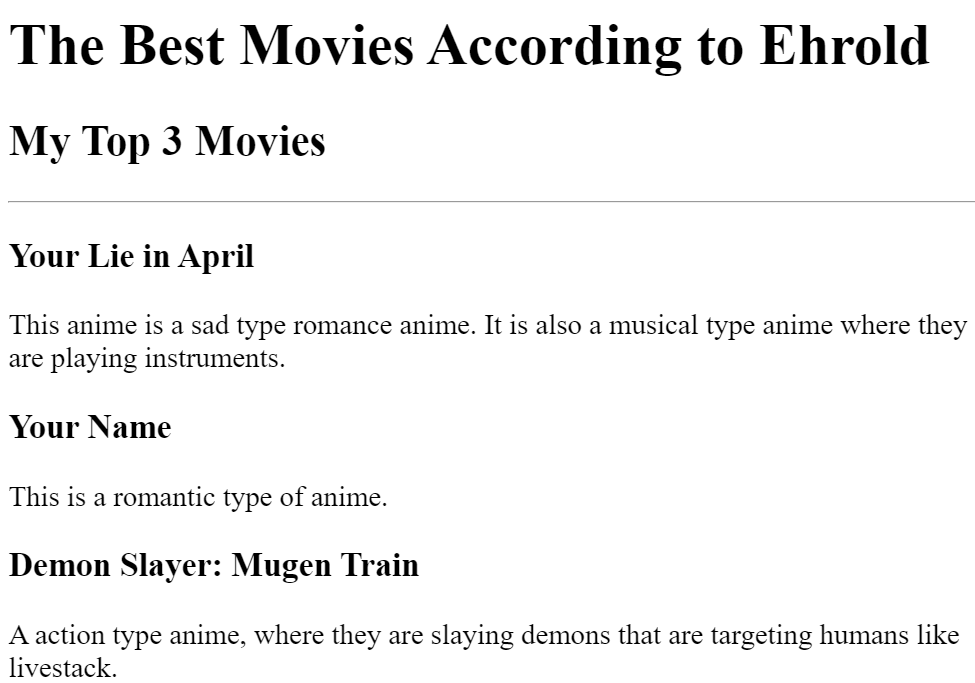 The Best Movies According to Ehrold
My Top 3 Movies
Your Lie in April
This anime is a sad type romance anime. It is also a musical type anime where they
are playing instruments.
Your Name
This is a romantic type of anime.
Demon Slayer: Mugen Train
A action type anime, where they are slaying demons that are targeting humans like
livestack.